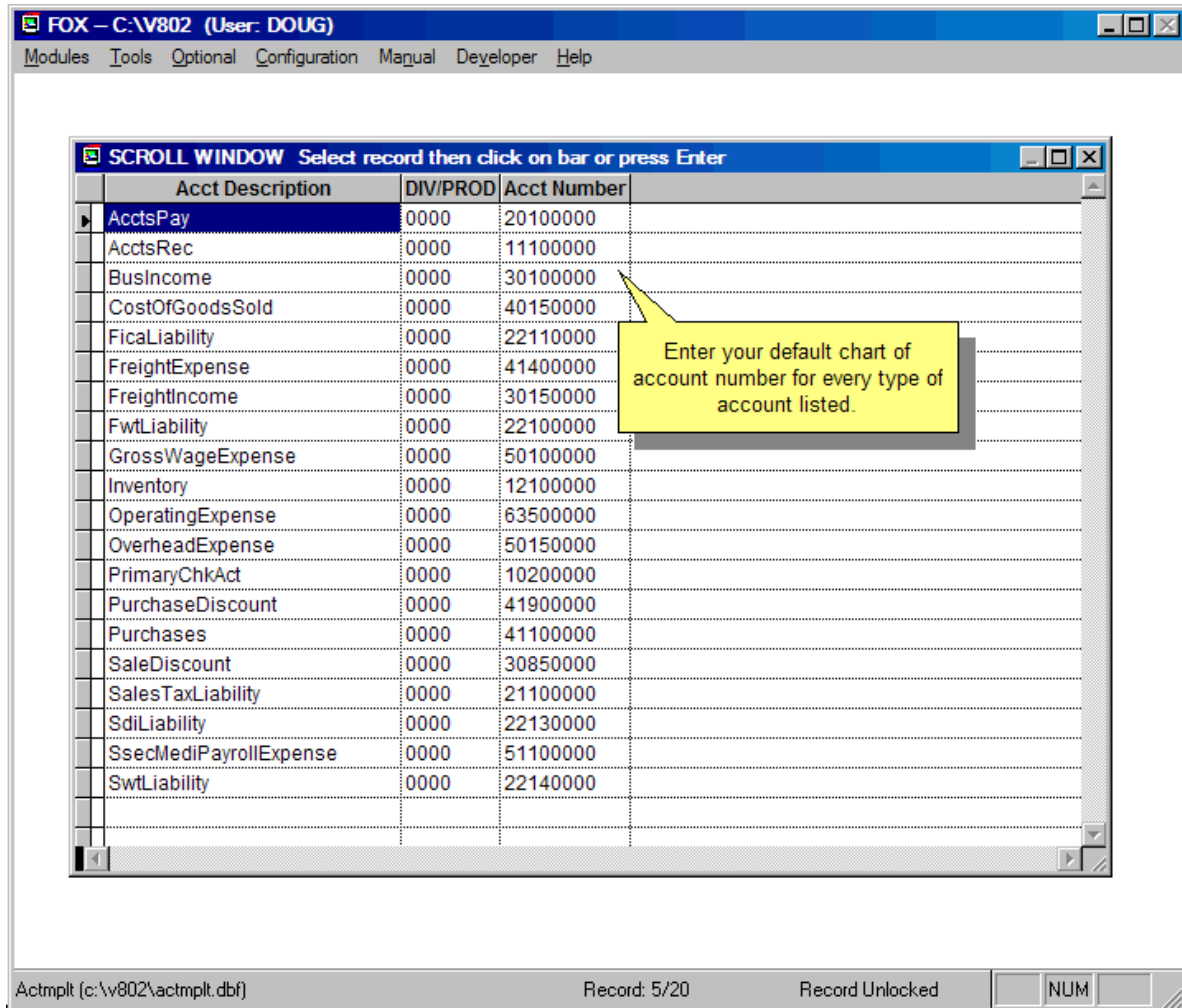 FOX – C:\V802 (User: DOUG)
Modules Tools Optional Configuration Manual Developer Help
SCROLL WINDOW Select record then click on bar or press Enter
Acct Description DIV/PROD Acct Number
AcctsPay 0000 20100000
AcctsRec 0000 11100000
BusIncome 0000 30100000
CostOfGoodsSold 0000 40150000
FicaLiability 0000 22110000
FreightExpense 0000 41400000
FreightIncome 0000 30150000
FwtLiability 0000 22100000
GrossWageExpense 0000 50100000
Inventory 0000 12100000
OperatingExpense 0000 63500000
OverheadExpense 0000 50150000
PrimaryChkAct 0000 10200000
PurchaseDiscount 0000 41900000
Purchases 0000 41100000
SaleDiscount 0000 30850000
SalesTaxLiability 0000 21100000
SdiLiability 0000 22130000
SsecMediPayrollExpense 0000 51100000
SwtLiability 0000 22140000
Enter your default chart of
account number for every type of
account listed.
Actmplt (c:\v802\actmplt.dbf) Record: 5/20 Record Unlocked NUM